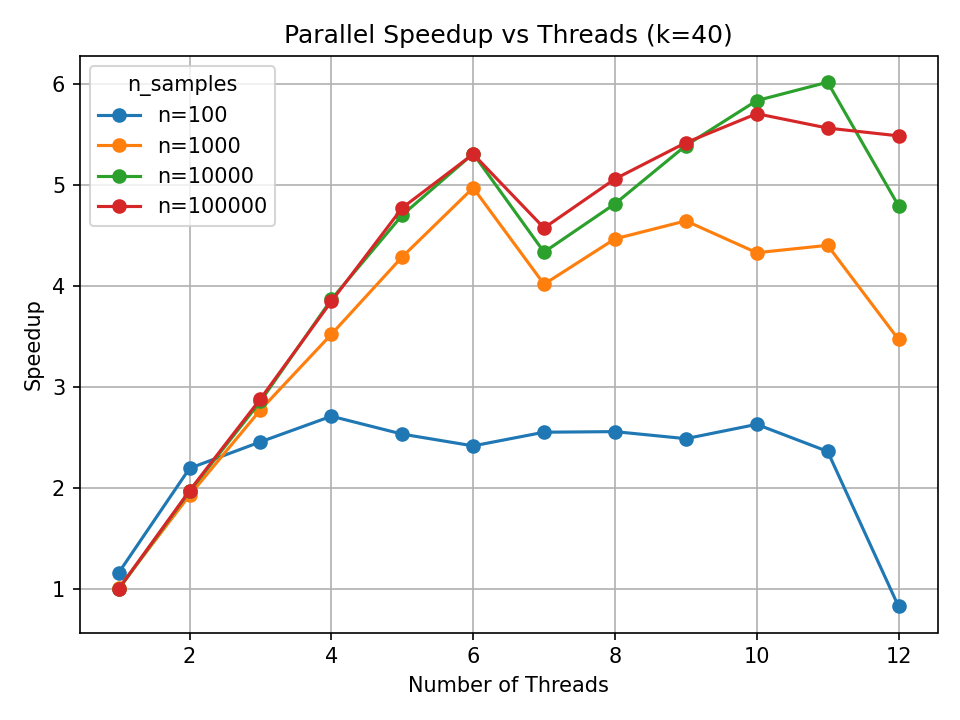 Parallel Speedup vs Threads (k=40)
n_samples
n=100
n=1000
n=10000
n=100000
Speedup
6
5
4
3
2
1
2 4 6 8 10 12
Number of Threads